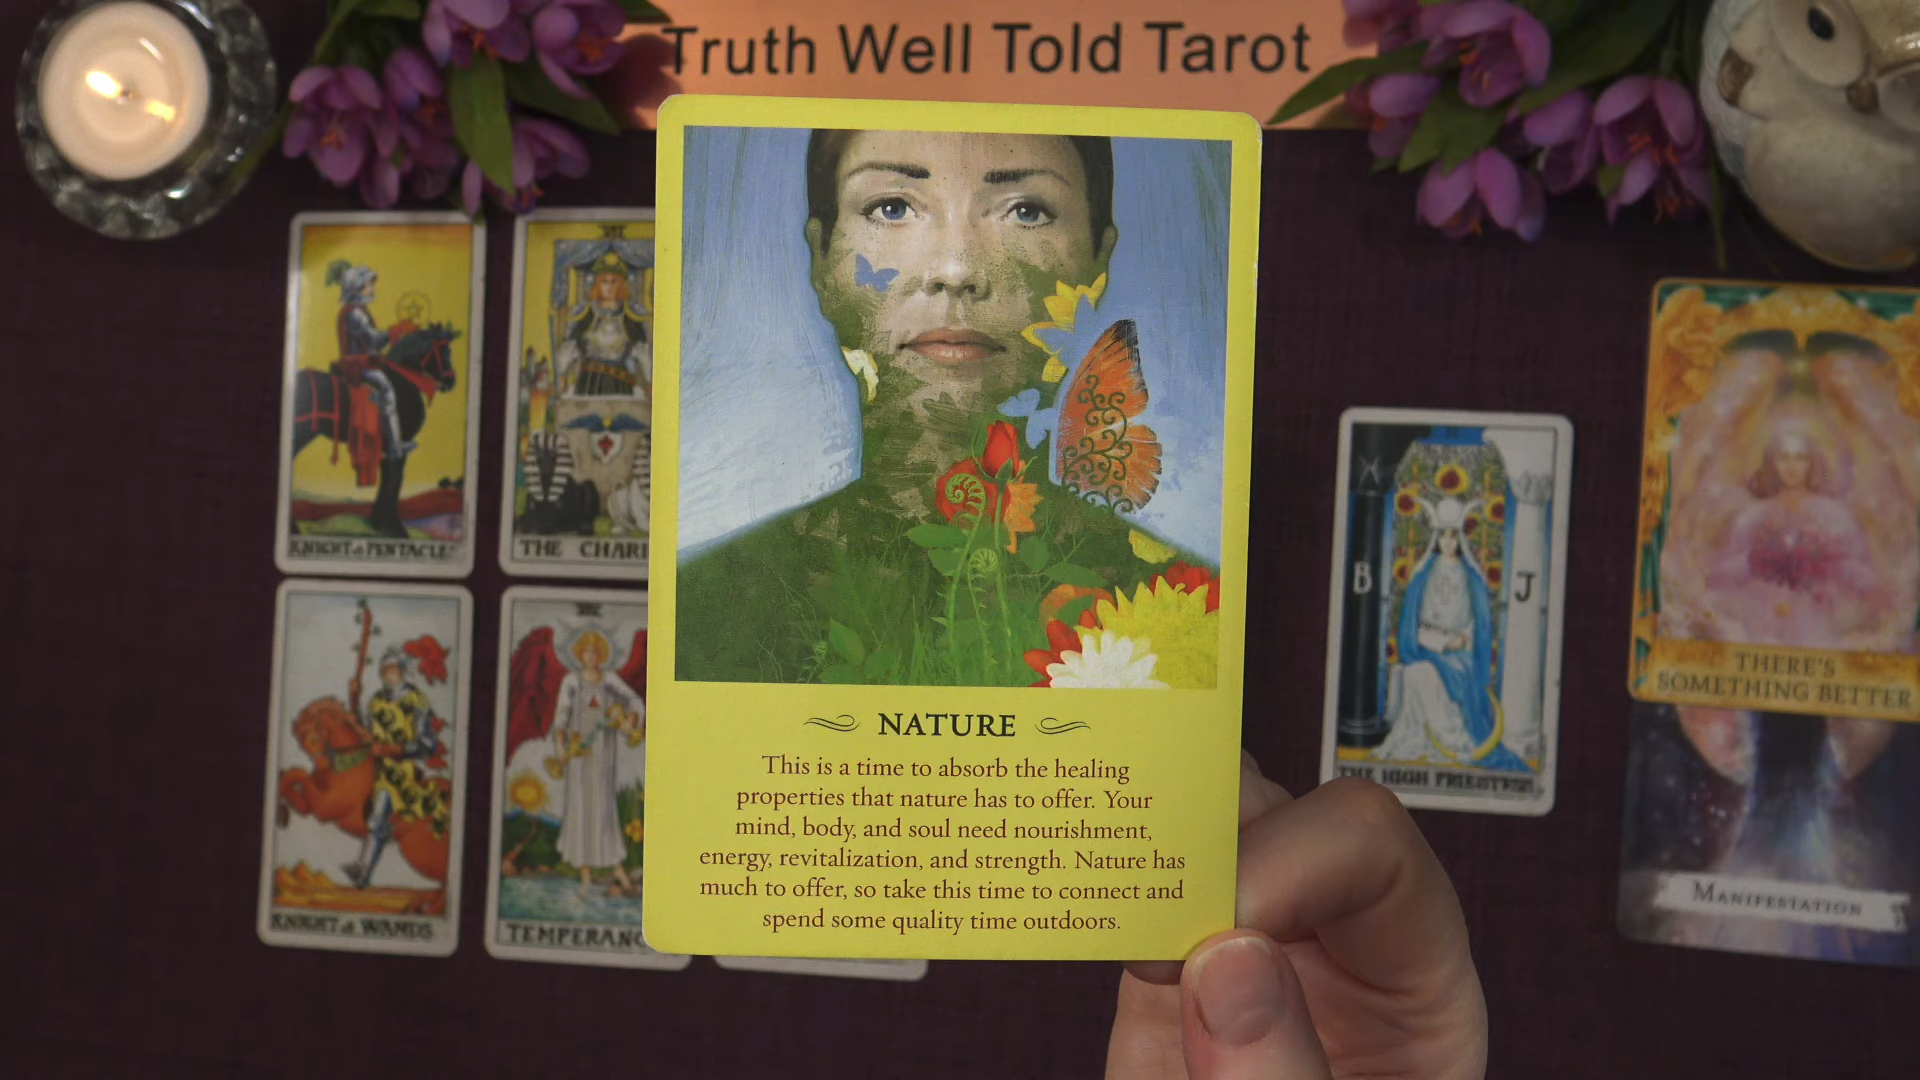 Truth Well Told Tarot
VII
KNIGHT of PENTACLES
THE CHARI
B
J
THE HIGH PRIESTESS
KNIGHT of WANDS
TEMPERANC
NATURE
This is a time to absorb the healing
properties that nature has to offer. Your
mind, body, and soul need nourishment,
energy, revitalization, and strength. Nature has
much to offer, so take this time to connect and
spend some quality time outdoors.
THERE'S
SOMETHING BETTER
MANIFESTATION